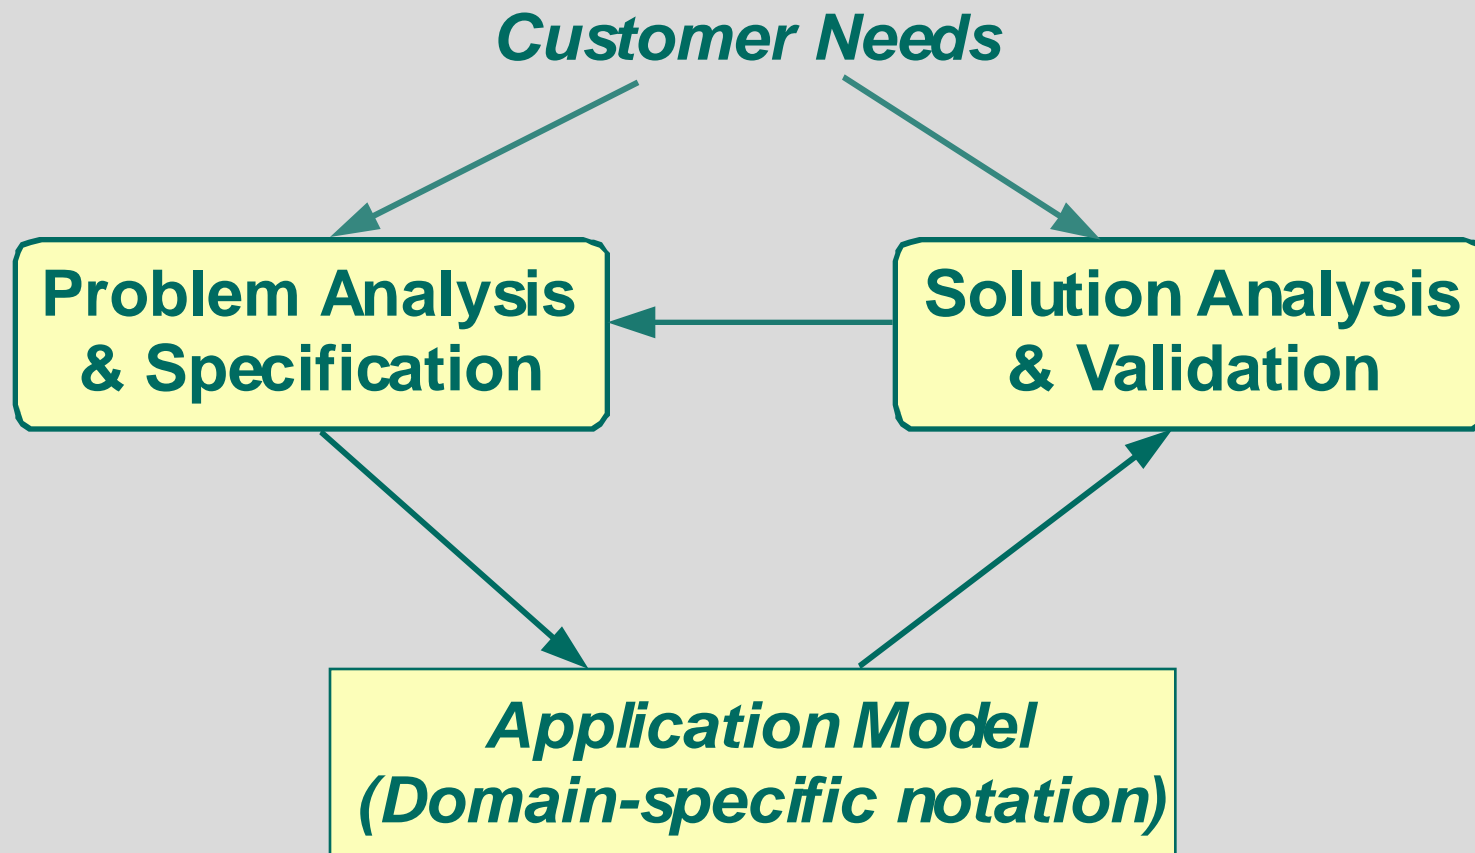 Customer Needs
Problem Analysis
& Specification
Solution Analysis
& Validation
Application Model
(Domain-specific notation)